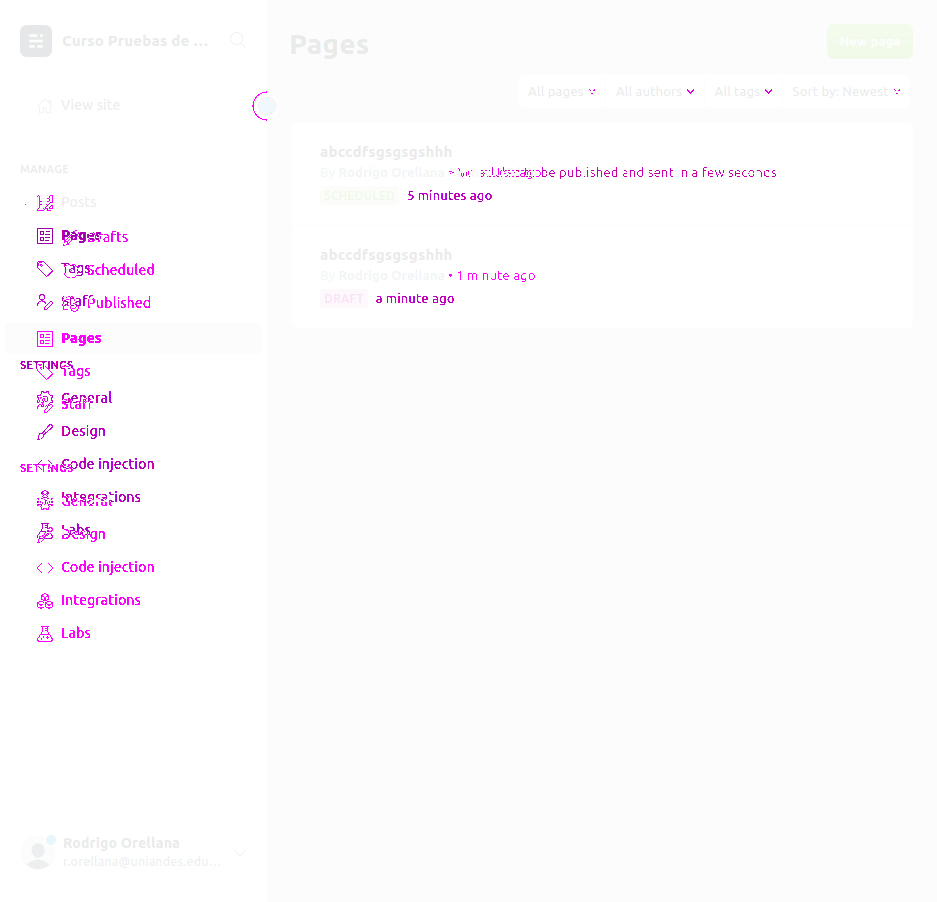 Curso Pruebas de ...
View site
MANAGE
Posts
Pages
Drafts
Tags
Scheduled
Staff
Published
Pages
SETTINGS
Tags
General
Staff
Design
Code injection
SETTINGS
Integrations
General
Labs
Design
Code injection
Integrations
Labs
Rodrigo Orellana
r.orellana@uniandes.edu...
Pages
New page
All pages
All authors
All tags
Sort by: Newest
abccdfsgsgsgshhh
By Rodrigo Orellana • be published and sent in a few seconds
SCHEDULED 5 minutes ago
abccdfsgsgsgshhh
By Rodrigo Orellana • 1 minute ago
DRAFT a minute ago